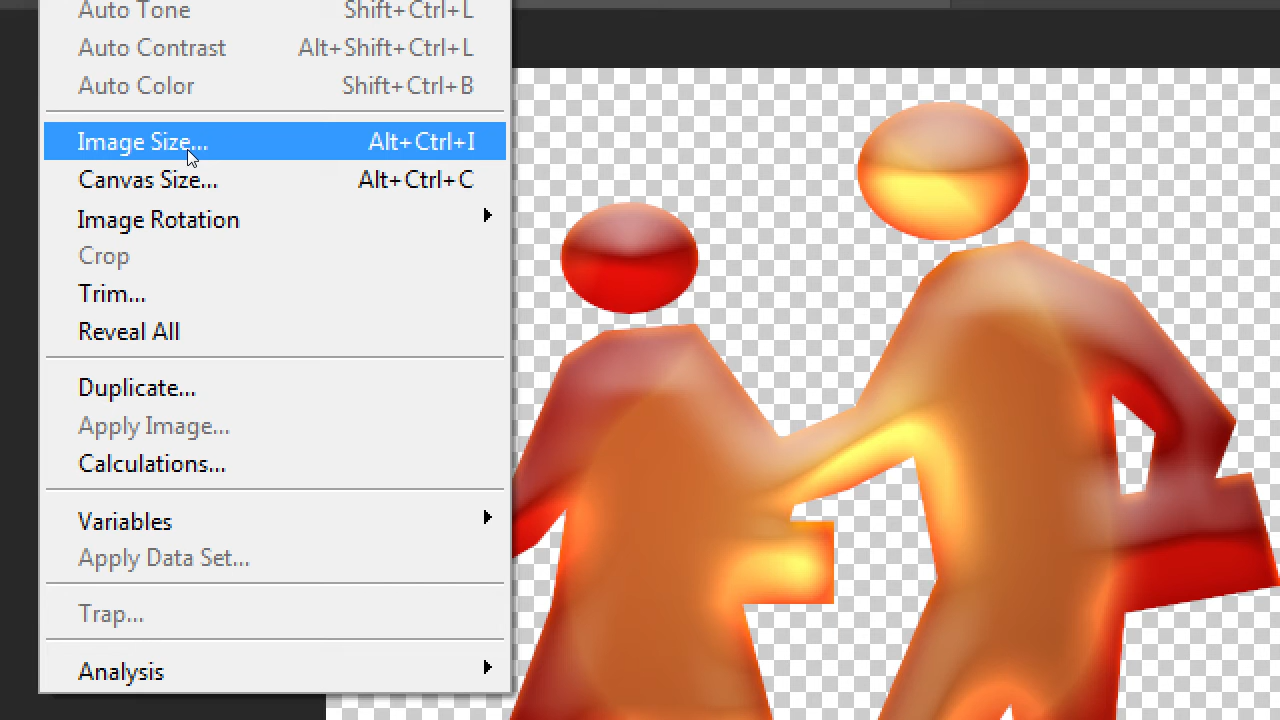 Auto Tone Shift+Ctrl+L
Auto Contrast Alt+Shift+Ctrl+L
Auto Color Shift+Ctrl+B
Image Size... Alt+Ctrl+I
Canvas Size... Alt+Ctrl+C
Image Rotation
Crop
Trim...
Reveal All
Duplicate...
Apply Image...
Calculations...
Variables
Apply Data Set...
Trap...
Analysis